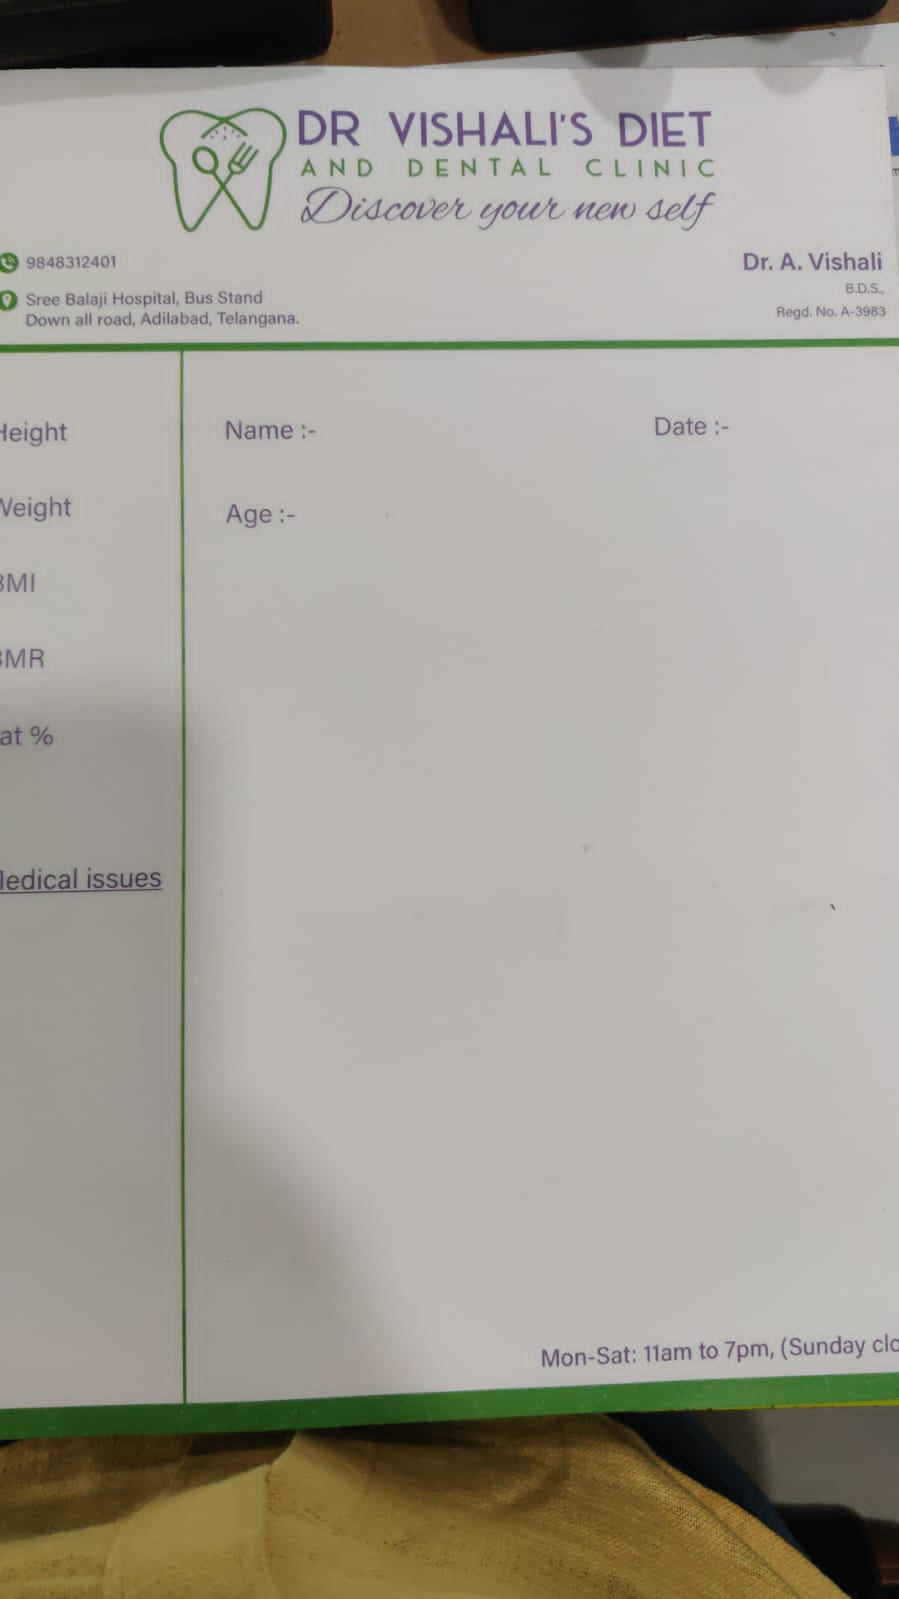 DR VISHALI'S DIET
AND DENTAL CLINIC
Discover your new self
9848312401
Sree Balaji Hospital, Bus Stand
Down all road, Adilabad, Telangana.
Dr. A. Vishali
B.D.S.,
Regd. No. A-3983
Height
Weight
BMI
BMR
Fat %
Medical issues
Name :-
Date :-
Age :-
Mon-Sat: 11am to 7pm, (Sunday clo